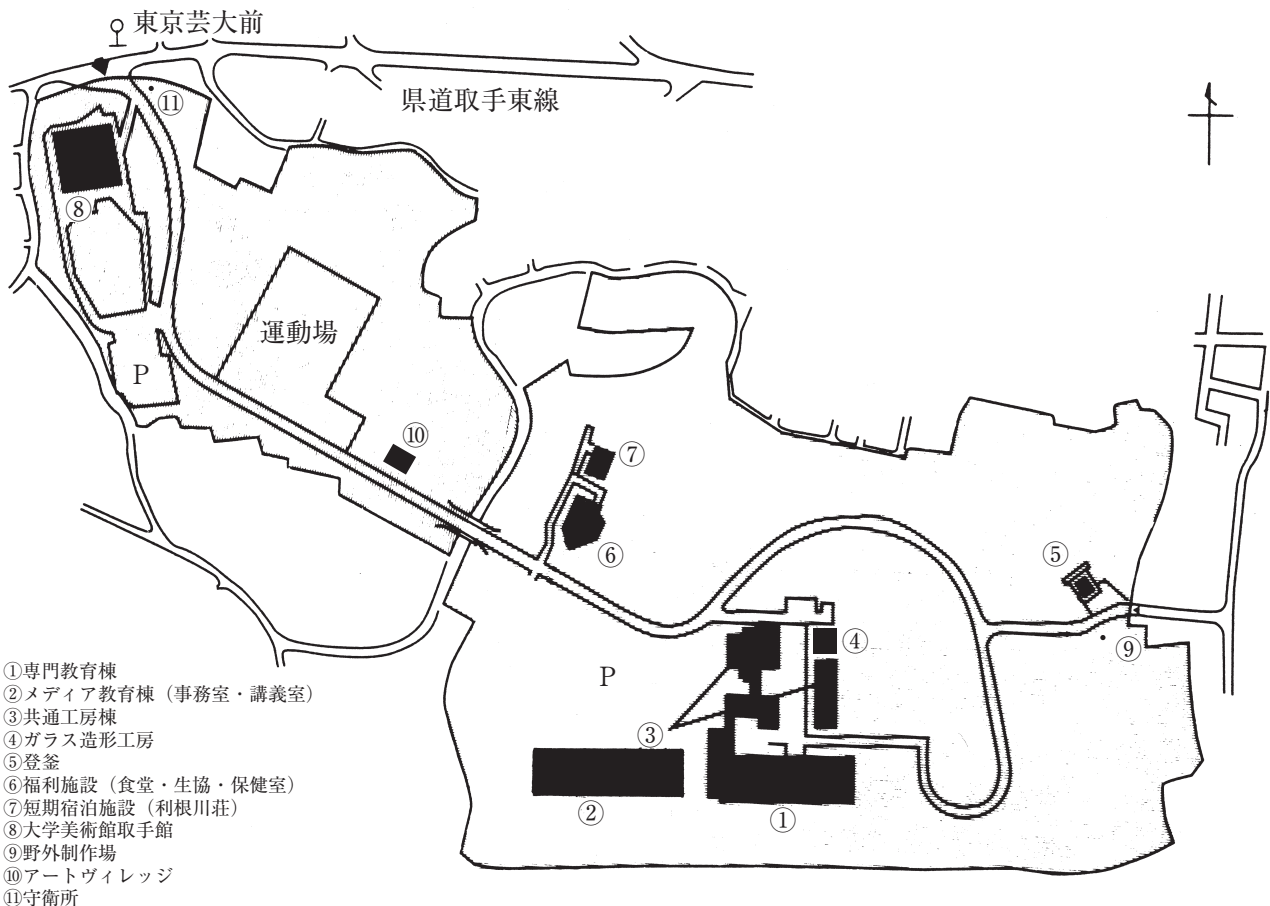 東京芸大前
県道取手東線
⑪
⑧
運動場
P
⑩
⑦
⑥
⑤
④
⑨
P
③
②
①
①専門教育棟
②メディア教育棟（事務室・講義室）
③共通工房棟
④ガラス造形工房
⑤登釜
⑥福利施設（食堂・生協・保健室）
⑦短期宿泊施設（利根川荘）
⑧大学美術館取手館
⑨野外制作場
⑩アートヴィレッジ
⑪守衛所